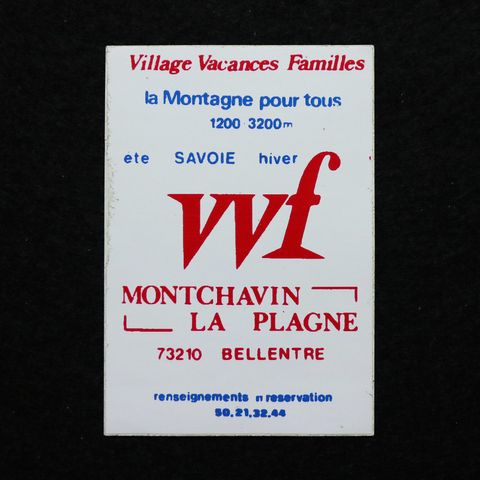 Village Vacances Familles
la Montagne pour tous
1200 3200m
été SAVOIE hiver
vvf
MONTCHAVIN
LA PLAGNE
73210 BELLENTRE
renseignements n reservation
50.21.32.44